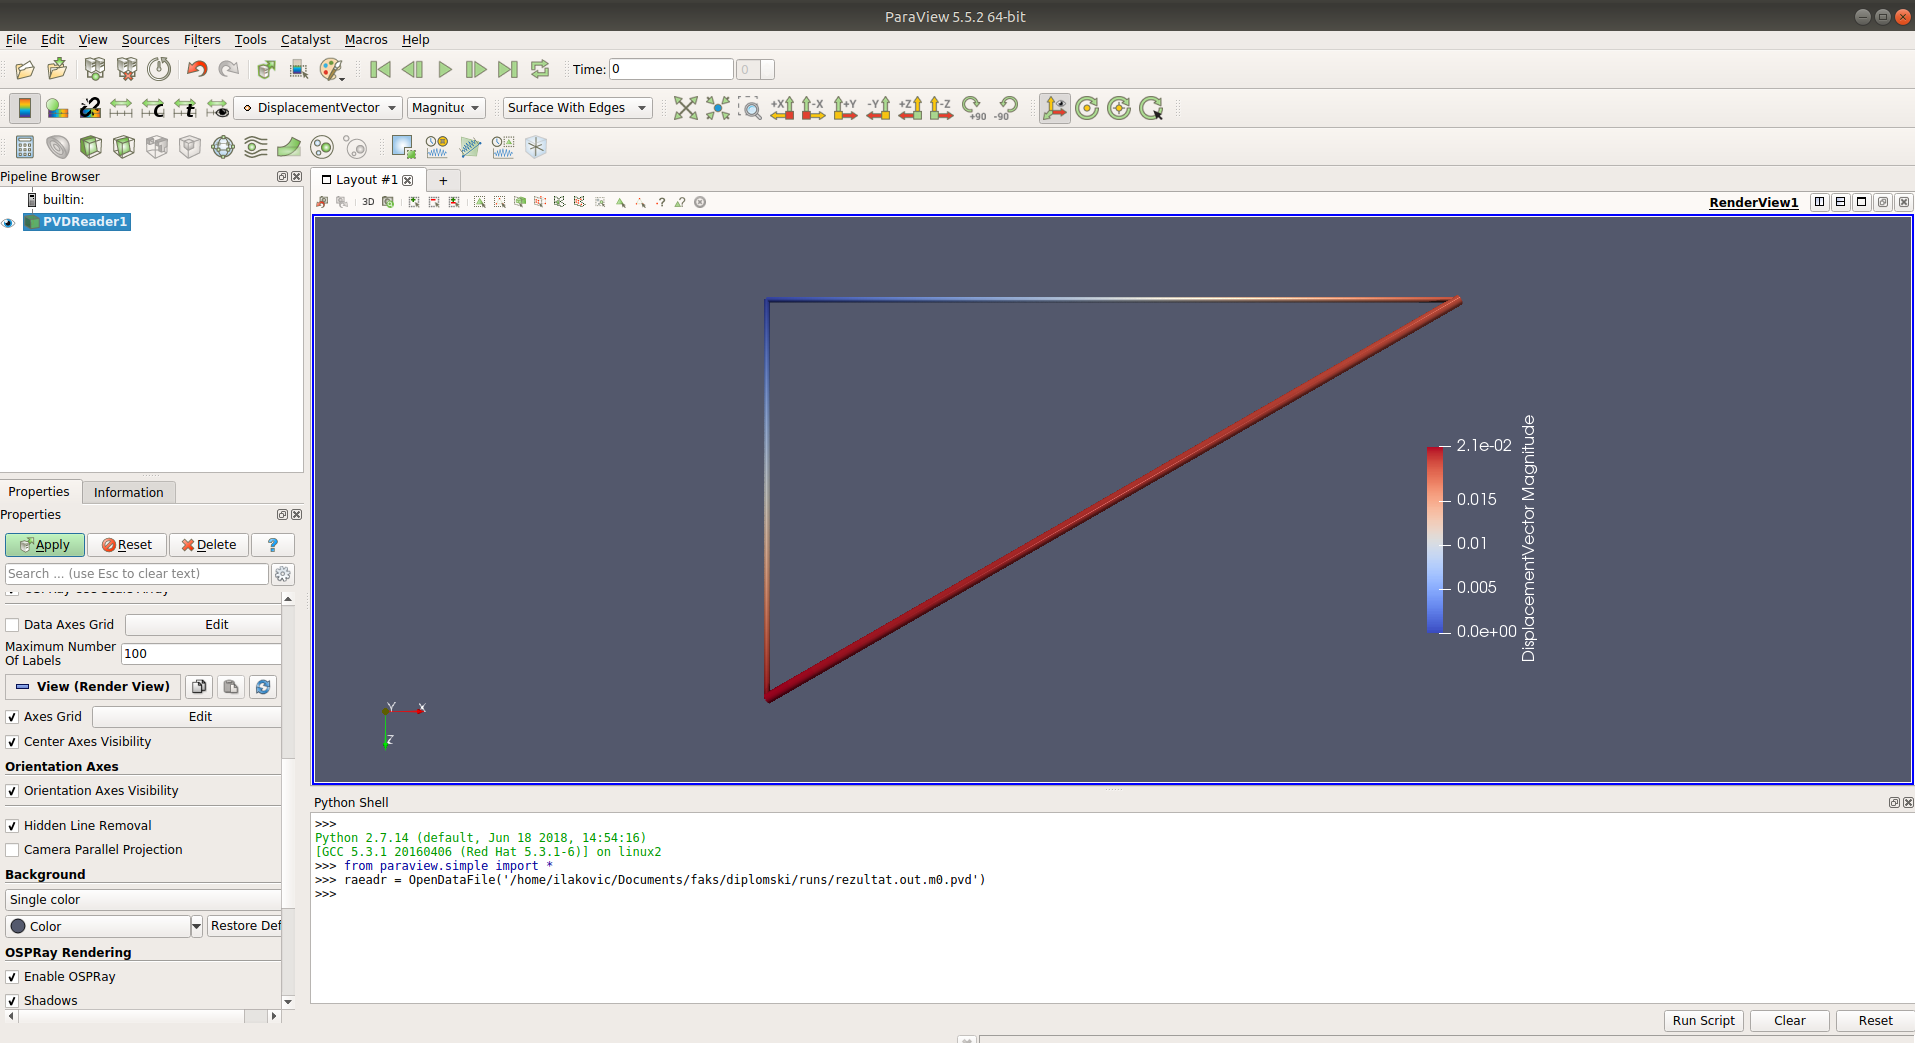 ParaView 5.5.2 64-bit
File Edit View Sources Filters Tools Catalyst Macros Help
Time: 0 0
DisplacementVector Magnituc Surface With Edges +X -X +Y -Y +Z -Z +90 -90
Pipeline Browser
builtin:
PVDReader1
Layout #1 +
3D RenderView1
2.1e-02
0.015
0.01
0.005
0.0e+00
DisplacementVector Magnitude
Y X
Z
Properties Information
Properties
Apply Reset Delete ?
Search ... (use Esc to clear text)
Data Axes Grid Edit
Maximum Number
Of Labels 100
View (Render View)
Axes Grid Edit
Center Axes Visibility
Orientation Axes
Orientation Axes Visibility
Hidden Line Removal
Camera Parallel Projection
Background
Single color
Color Restore Def
OSPRay Rendering
Enable OSPRay
Shadows
Python Shell
>>>
Python 2.7.14 (default, Jun 18 2018, 14:54:16)
[GCC 5.3.1 20160406 (Red Hat 5.3.1-6)] on linux2
>>> from paraview.simple import *
>>> raeadr = OpenDataFile('/home/ilakovic/Documents/faks/diplomski/runs/rezultat.out.m0.pvd')
>>>
Run Script Clear Reset